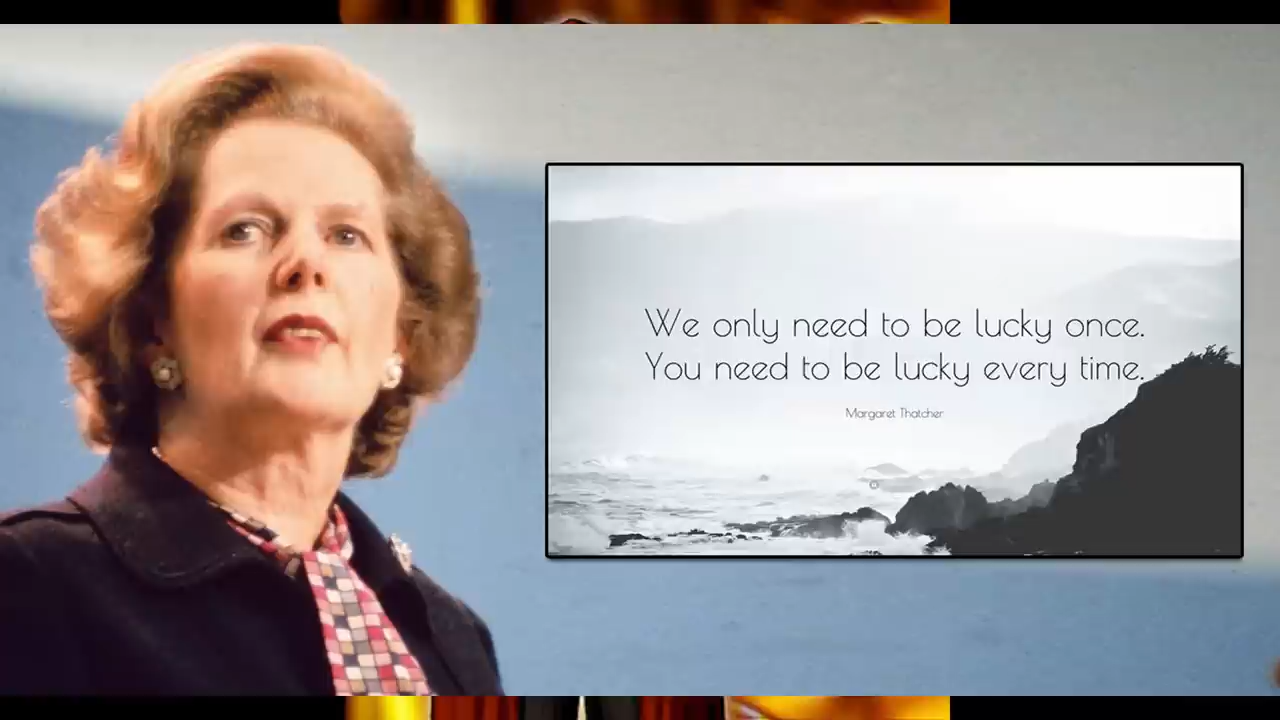 We only need to be lucky once.
You need to be lucky every time.
Margaret Thatcher